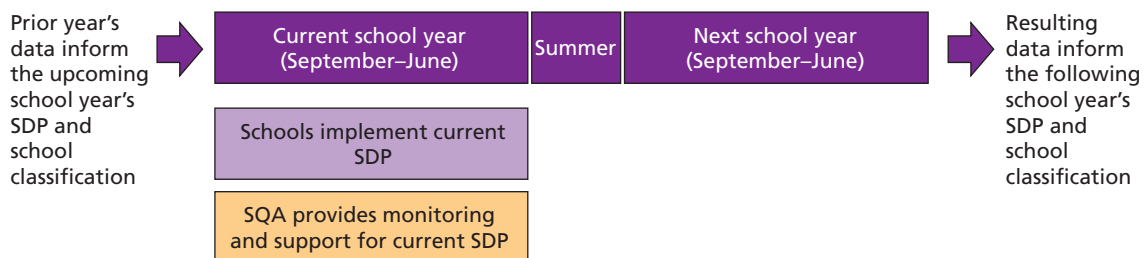 Prior year's
data inform
the upcoming
school year's
SDP and
school
classification
Current school year
(September–June)
Summer
Next school year
(September–June)
Resulting
data inform
the following
school year's
SDP and
school
classification
Schools implement current
SDP
SQA provides monitoring
and support for current SDP